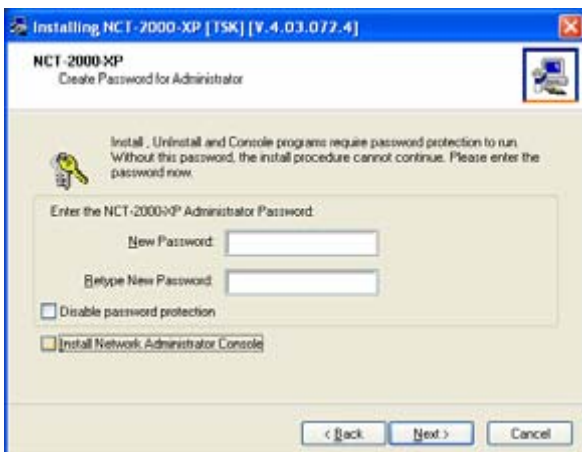 Installing NCT-2000-XP [TSK] [V.4.03.072.4]
NCT-2000-XP
Create Password for Administrator
Install , UnInstall and Console programs require password protection to run.
Without this password, the install procedure cannot continue. Please enter the
password now.
Enter the NCT-2000-XP Administrator Password:
New Password:
Retype New Password:
Disable password protection
Install Network Administrator Console
< Back
Next >
Cancel